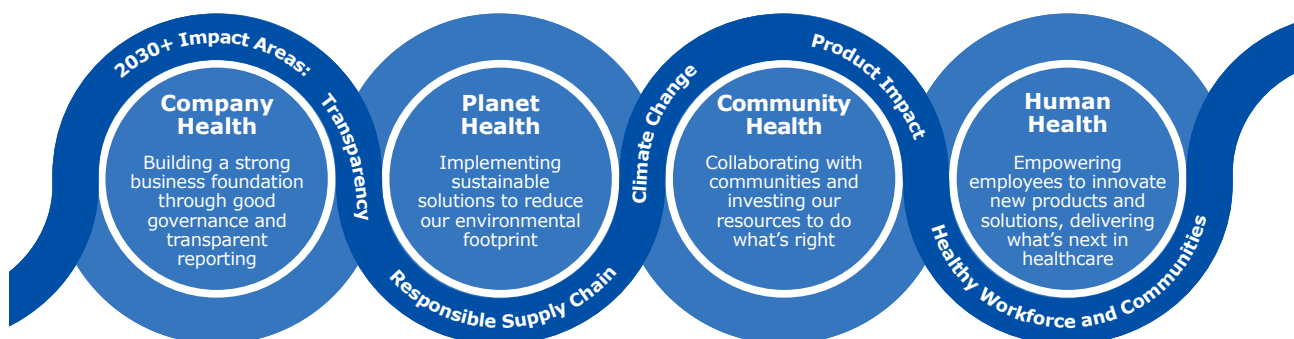 2030+ Impact Areas:
Transparency
Responsible Supply Chain
Climate Change
Product Impact
Healthy Workforce and Communities
Company
Health
Building a strong
business foundation
through good
governance and
transparent
reporting
Planet
Health
Implementing
sustainable
solutions to reduce
our environmental
footprint
Community
Health
Collaborating with
communities and
investing our
resources to do
what's right
Human
Health
Empowering
employees to innovate
new products and
solutions, delivering
what's next in
healthcare